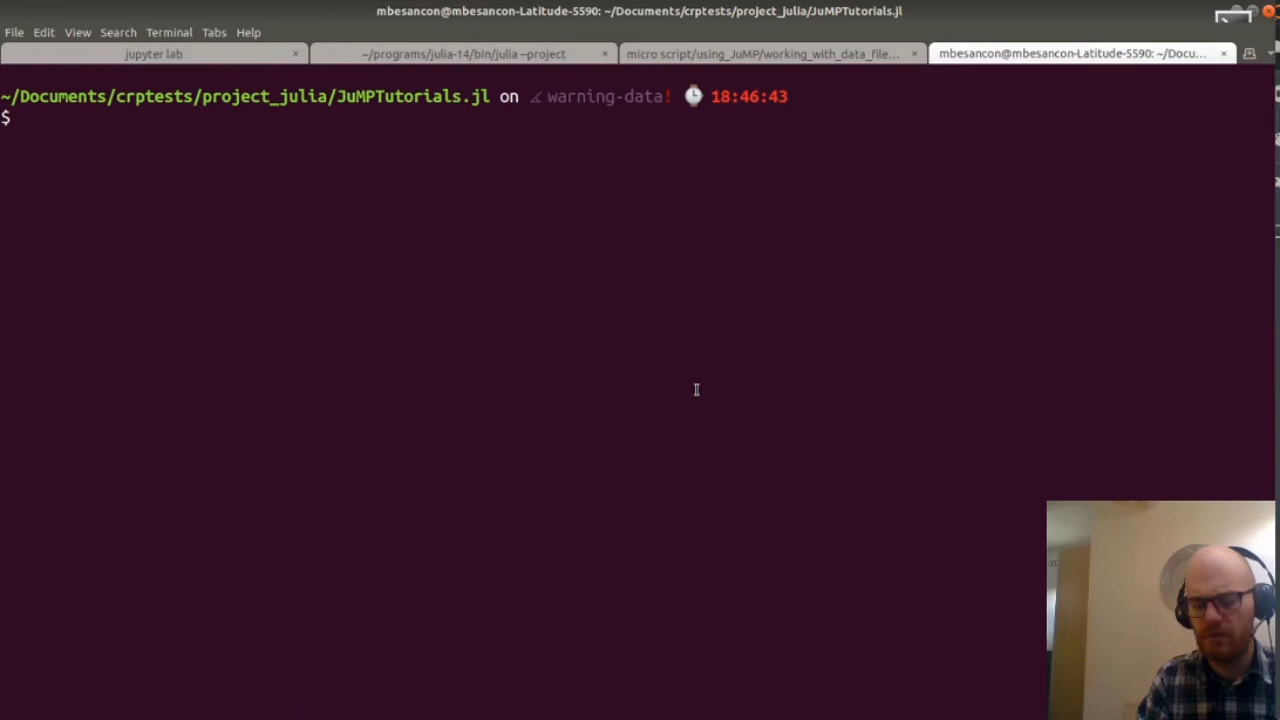 mbesancon@mbesancon-Latitude-5590: ~/Documents/crptests/project_julia/JuMPTutorials.jl
File Edit View Search Terminal Tabs Help
jupyter lab × ~/programs/julia-14/bin/julia --project × micro script/using_JuMP/working_with_data_file... × mbesancon@mbesancon-Latitude-5590: ~/Docu... ×
~/Documents/crptests/project_julia/JuMPTutorials.jl on warning-data! 18:46:43
$